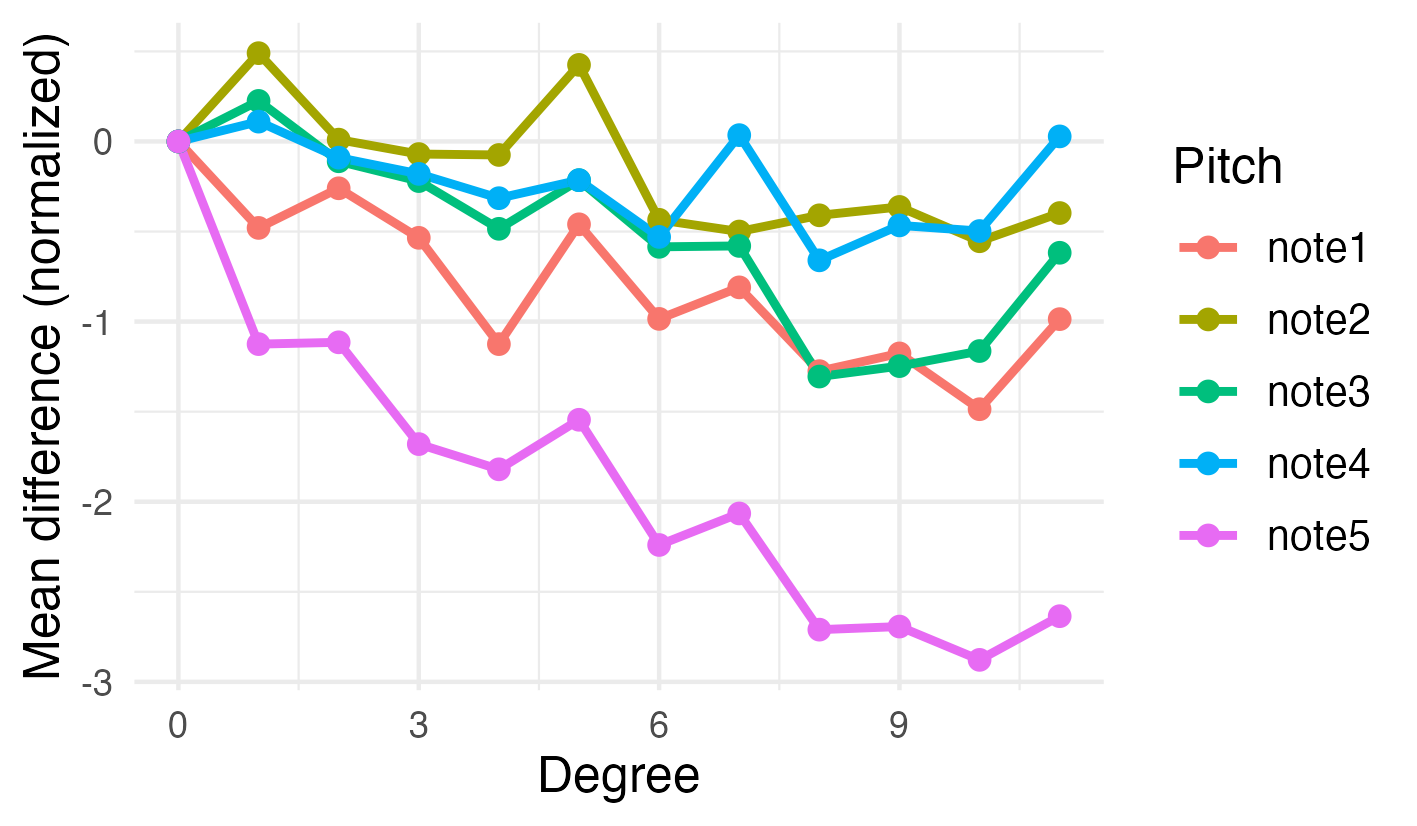 Mean difference (normalized)
0
-1
-2
-3
0 3 6 9
Degree
Pitch
note1
note2
note3
note4
note5